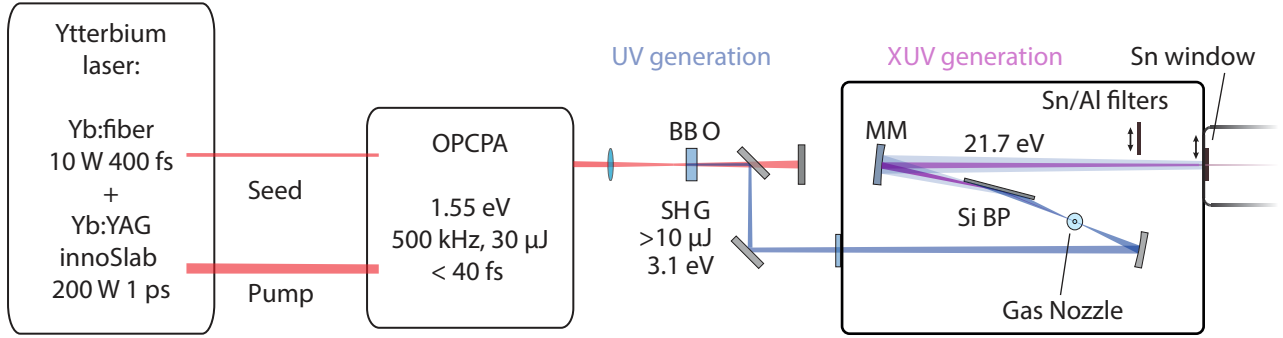 Ytterbium
laser:
Yb:fiber
10 W 400 fs
+
Yb:YAG
innoSlab
200 W 1 ps
Seed
Pump
OPCPA
1.55 eV
500 kHz, 30 µJ
< 40 fs
UV generation
BBO
SHG
>10 µJ
3.1 eV
XUV generation
Sn window
Sn/Al filters
MM
21.7 eV
Si BP
Gas Nozzle